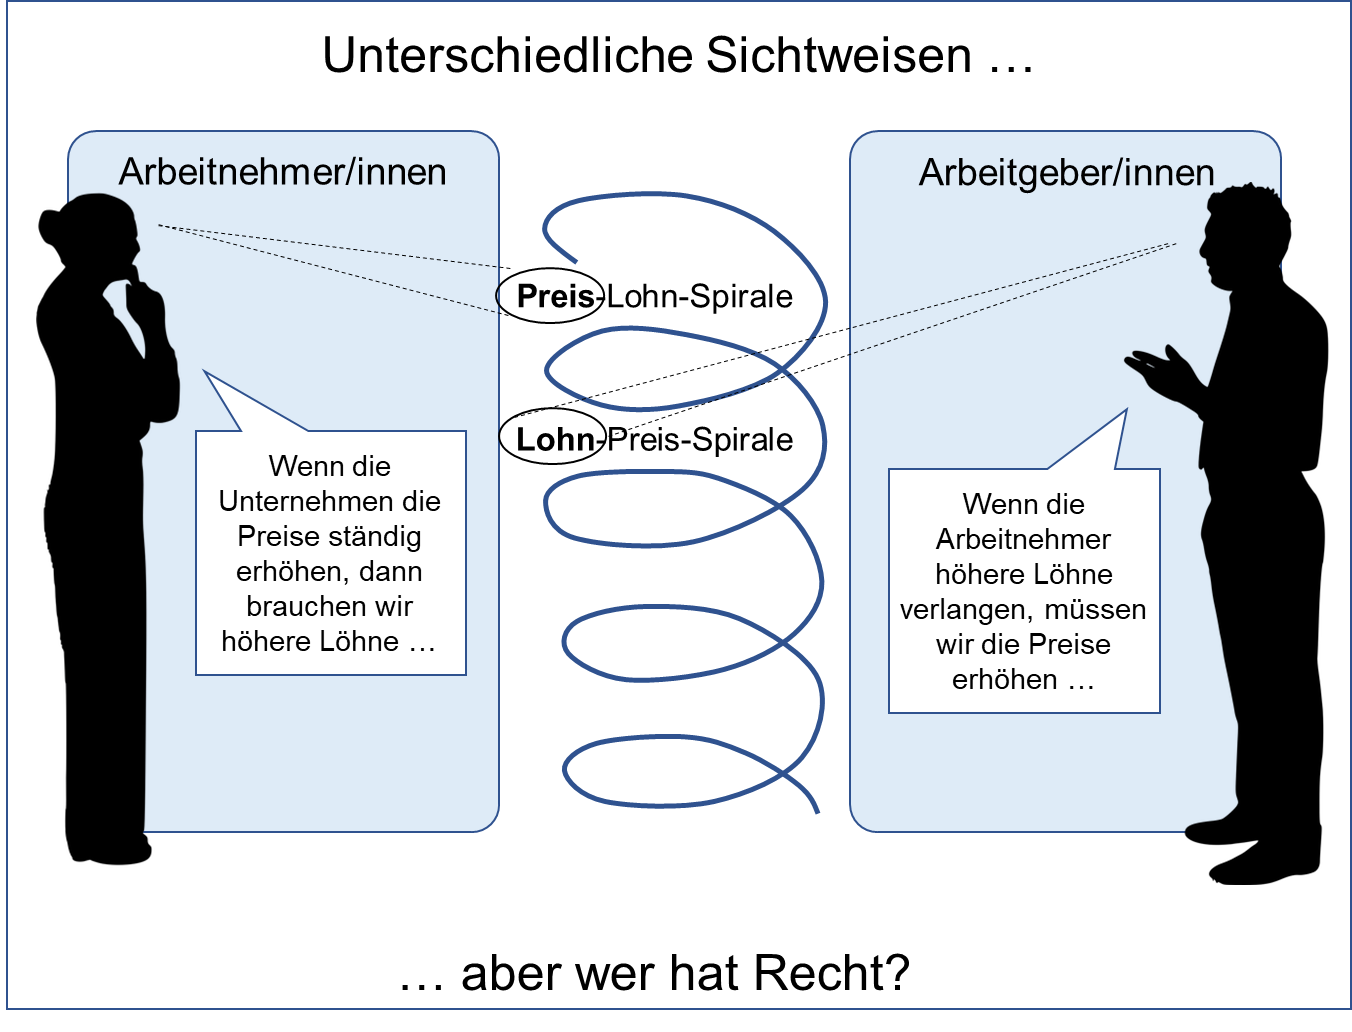 Unterschiedliche Sichtweisen …
Arbeitnehmer/innen
Arbeitgeber/innen
Preis-Lohn-Spirale
Lohn-Preis-Spirale
Wenn die
Unternehmen die
Preise ständig
erhöhen, dann
brauchen wir
höhere Löhne …
Wenn die
Arbeitnehmer
höhere Löhne
verlangen, müssen
wir die Preise
erhöhen …
… aber wer hat Recht?